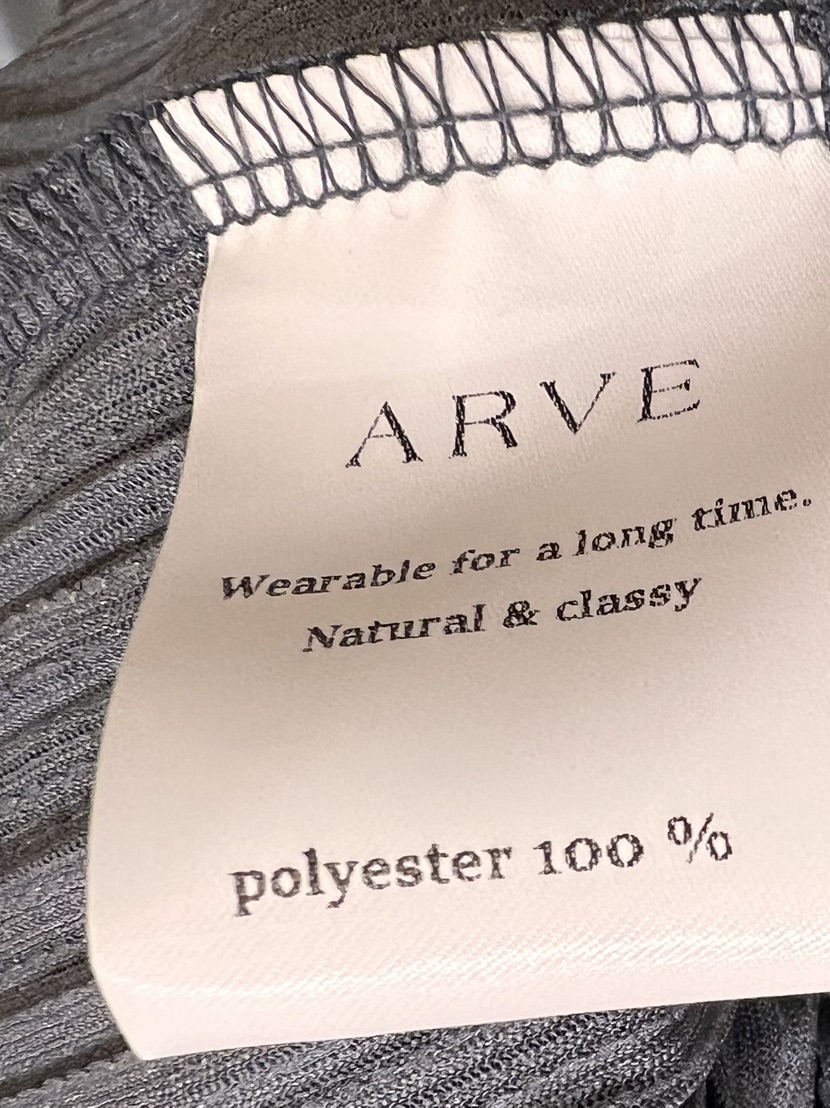 ARVE
Wearable for a long time.
Natural & classy
polyester 100 %